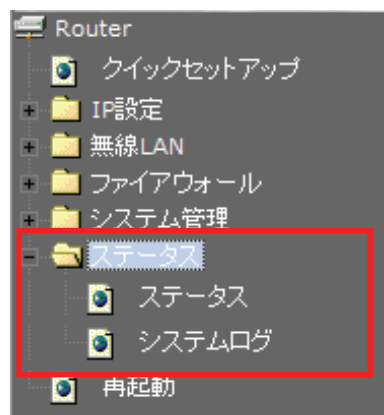 Router
クイックセットアップ
IP設定
無線LAN
ファイアウォール
システム管理
ステータス
ステータス
システムログ
再起動